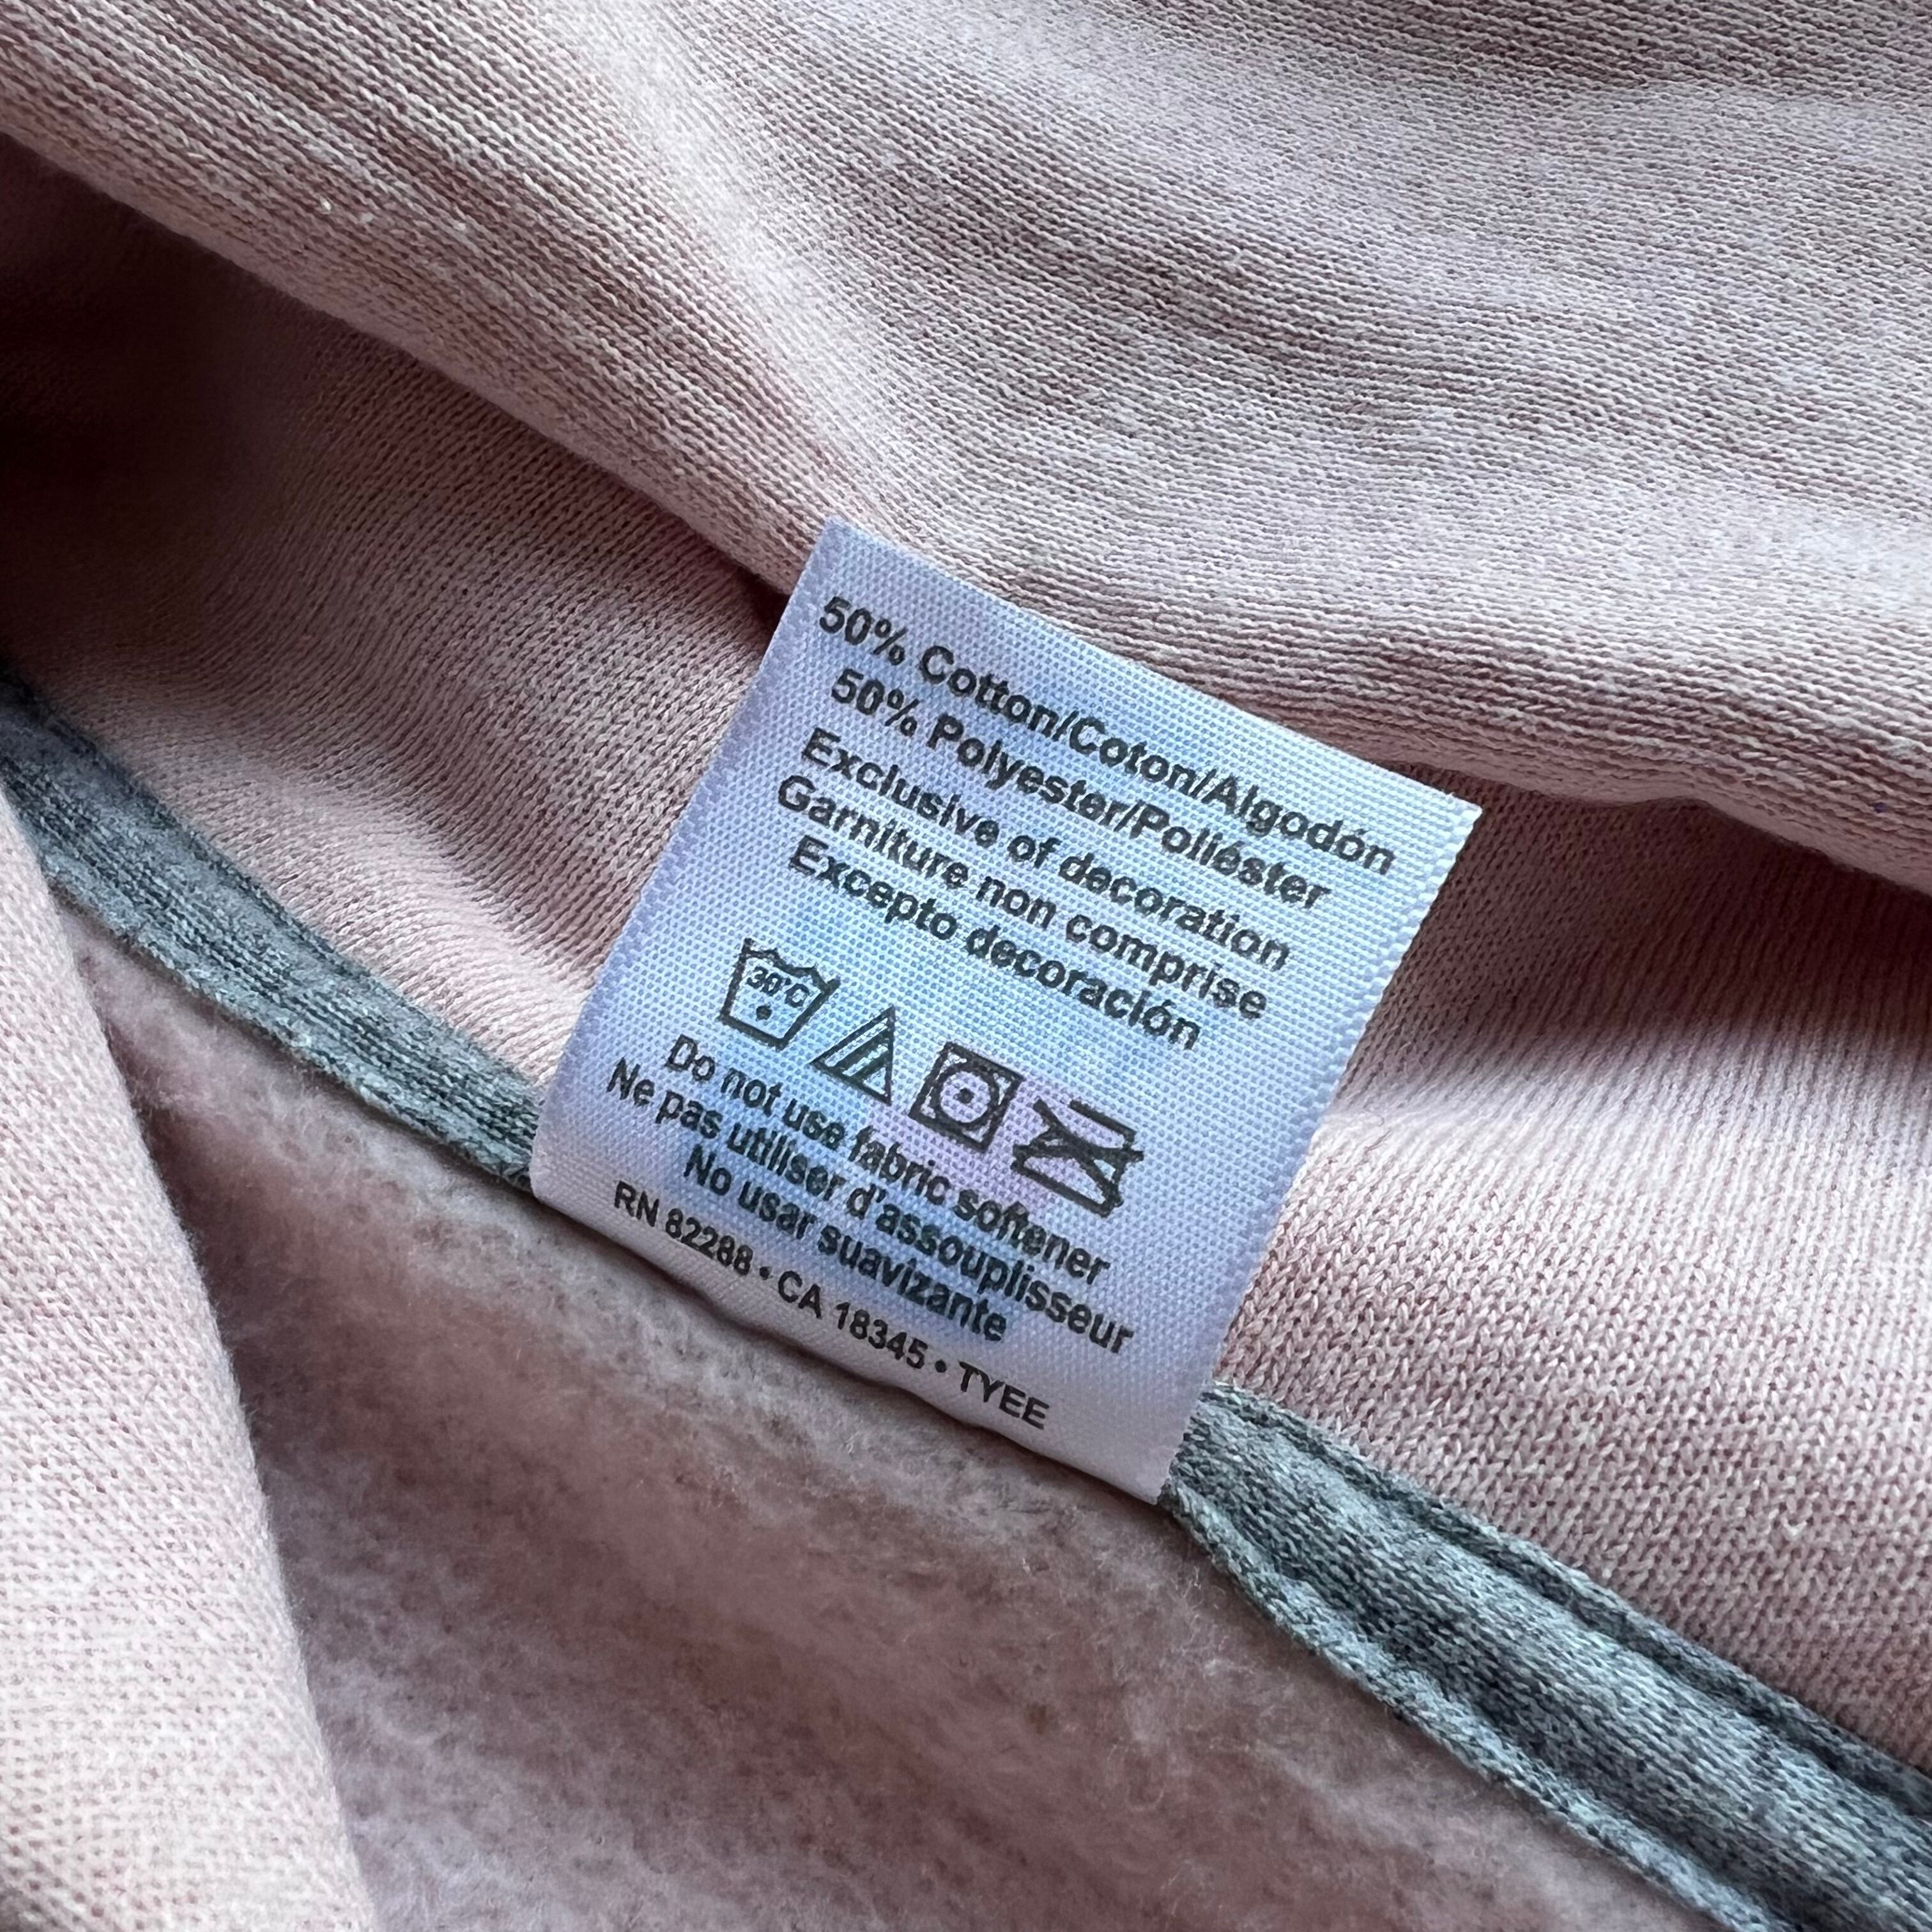 50% Cotton/Coton/Algodón
50% Polyester/Poliéster
Exclusive of decoration
Garniture non comprise
Excepto decoración
30°C
Do not use fabric softener
Ne pas utiliser d'assouplisseur
No usar suavizante
RN 82288 • CA 18345 • TYEE